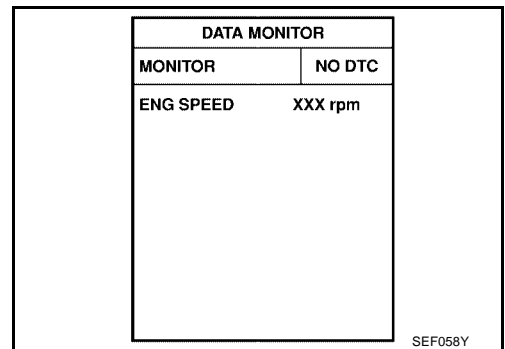 DATA MONITOR
MONITOR NO DTC
ENG SPEED XXX rpm
SEF058Y